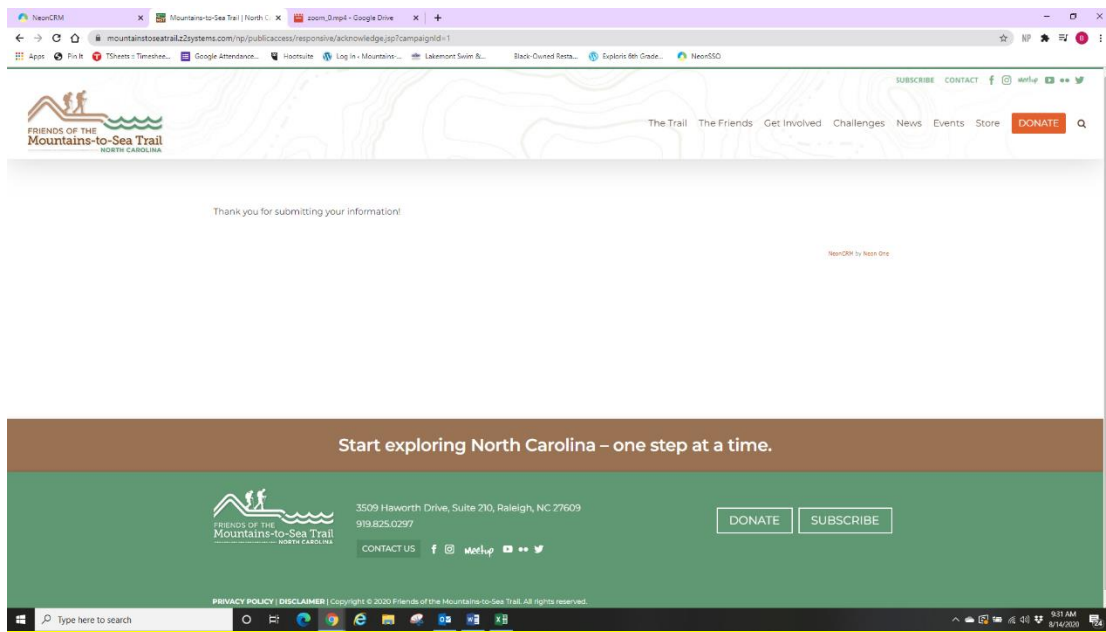 NeonCRM
Mountains-to-Sea Trail | North C
zoom_0.mp4 - Google Drive
mountainstoseatrail.z2systems.com/np/publicaccess/responsive/acknowledge.jsp?campaignId=1
NP
B
Apps
Pin It
TSheets :: Timeshee...
Google Attendance...
Hootsuite
Log In ‹ Mountains-...
Lakemont Swim &...
Black-Owned Resta...
Exploris 6th Grade...
NeonSSO
SUBSCRIBE CONTACT Meetup
FRIENDS OF THE
Mountains-to-Sea Trail
NORTH CAROLINA
The Trail The Friends Get Involved Challenges News Events Store DONATE
Thank you for submitting your information!
NeonCRM by Neon One
Start exploring North Carolina – one step at a time.
FRIENDS OF THE
Mountains-to-Sea Trail
NORTH CAROLINA
3509 Haworth Drive, Suite 210, Raleigh, NC 27609
919.825.0297
CONTACT US Meetup
DONATE SUBSCRIBE
PRIVACY POLICY | DISCLAIMER | Copyright © 2020 Friends of the Mountains-to-Sea Trail. All rights reserved.
Type here to search
9:31 AM
8/14/2020
24